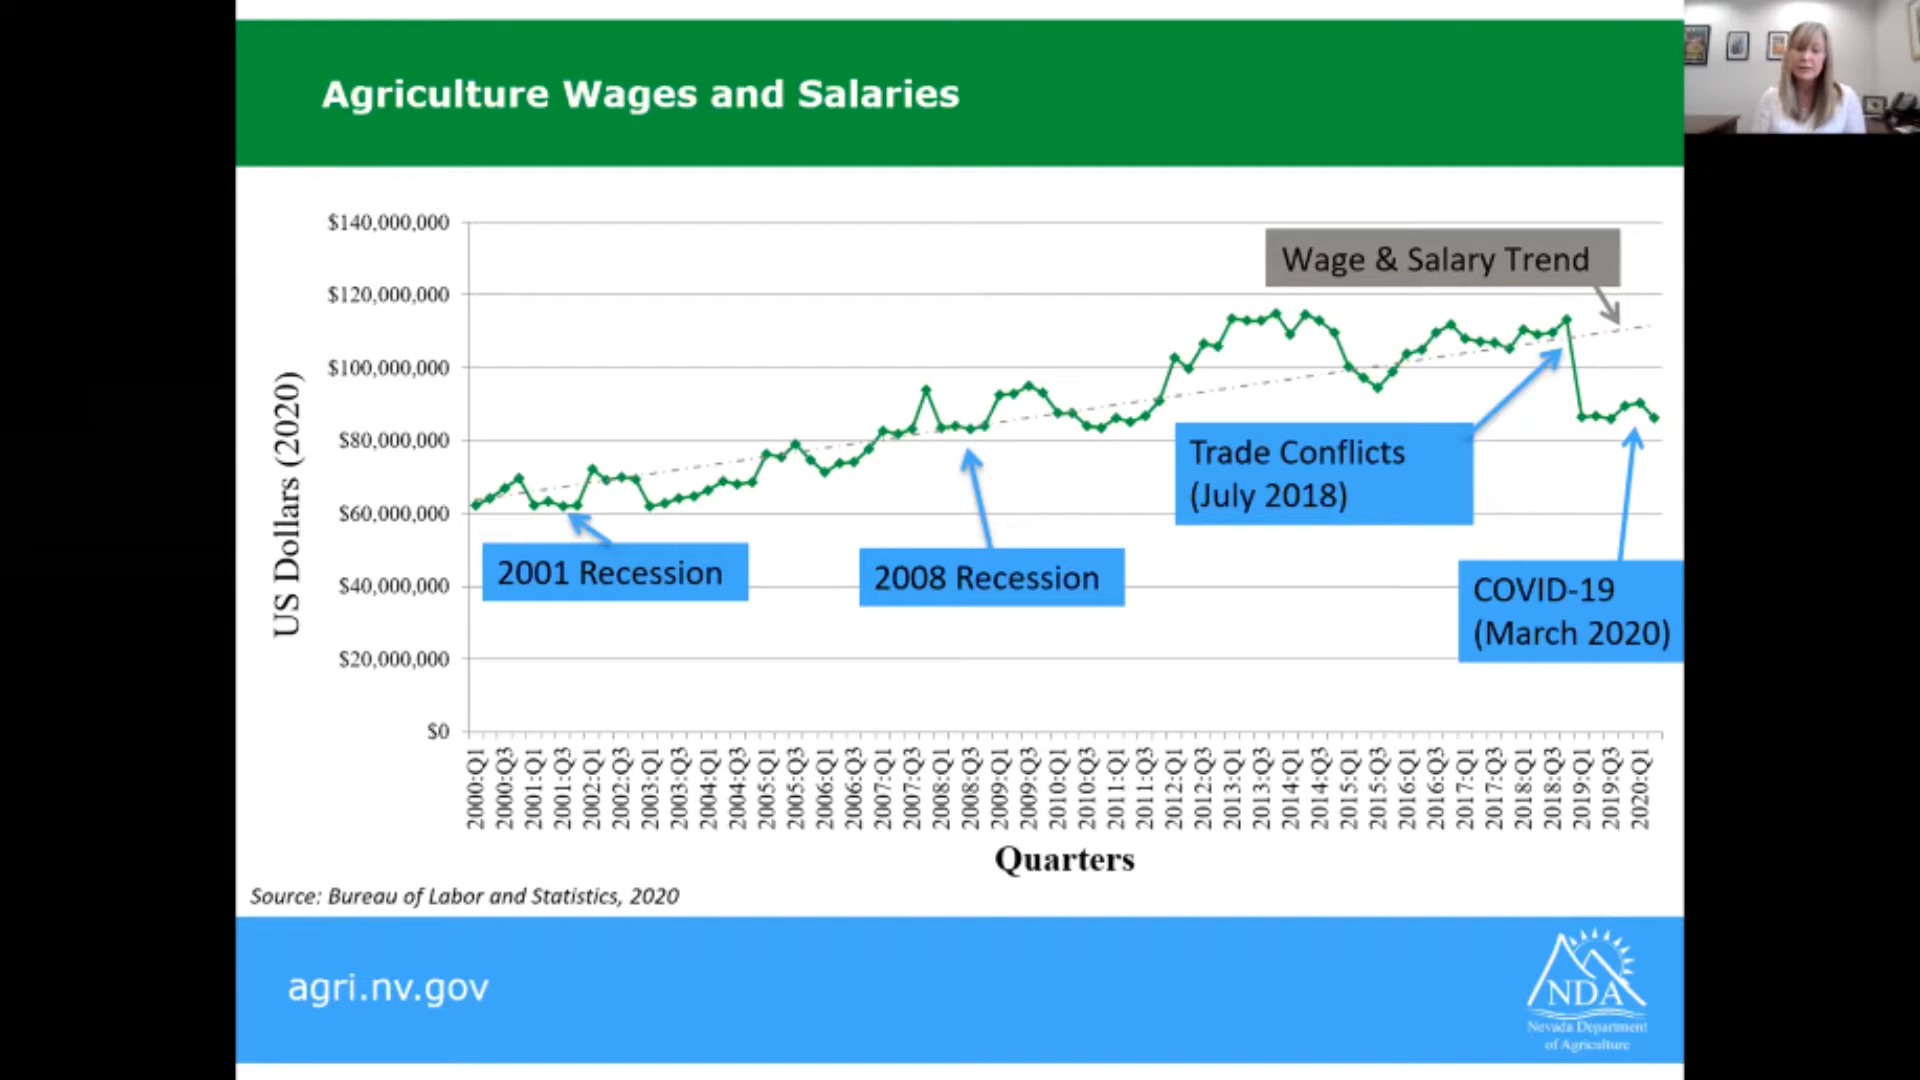 Agriculture Wages and Salaries
$140,000,000
$120,000,000
$100,000,000
$80,000,000
$60,000,000
$40,000,000
$20,000,000
$0
US Dollars (2020)
Wage & Salary Trend
Trade Conflicts
(July 2018)
2001 Recession
2008 Recession
COVID-19
(March 2020)
2000:Q1
2000:Q3
2001:Q1
2001:Q3
2002:Q1
2002:Q3
2003:Q1
2003:Q3
2004:Q1
2004:Q3
2005:Q1
2005:Q3
2006:Q1
2006:Q3
2007:Q1
2007:Q3
2008:Q1
2008:Q3
2009:Q1
2009:Q3
2010:Q1
2010:Q3
2011:Q1
2011:Q3
2012:Q1
2012:Q3
2013:Q1
2013:Q3
2014:Q1
2014:Q3
2015:Q1
2015:Q3
2016:Q1
2016:Q3
2017:Q1
2017:Q3
2018:Q1
2018:Q3
2019:Q1
2019:Q3
2020:Q1
Quarters
Source: Bureau of Labor and Statistics, 2020
agri.nv.gov
NDA
Nevada Department
of Agriculture